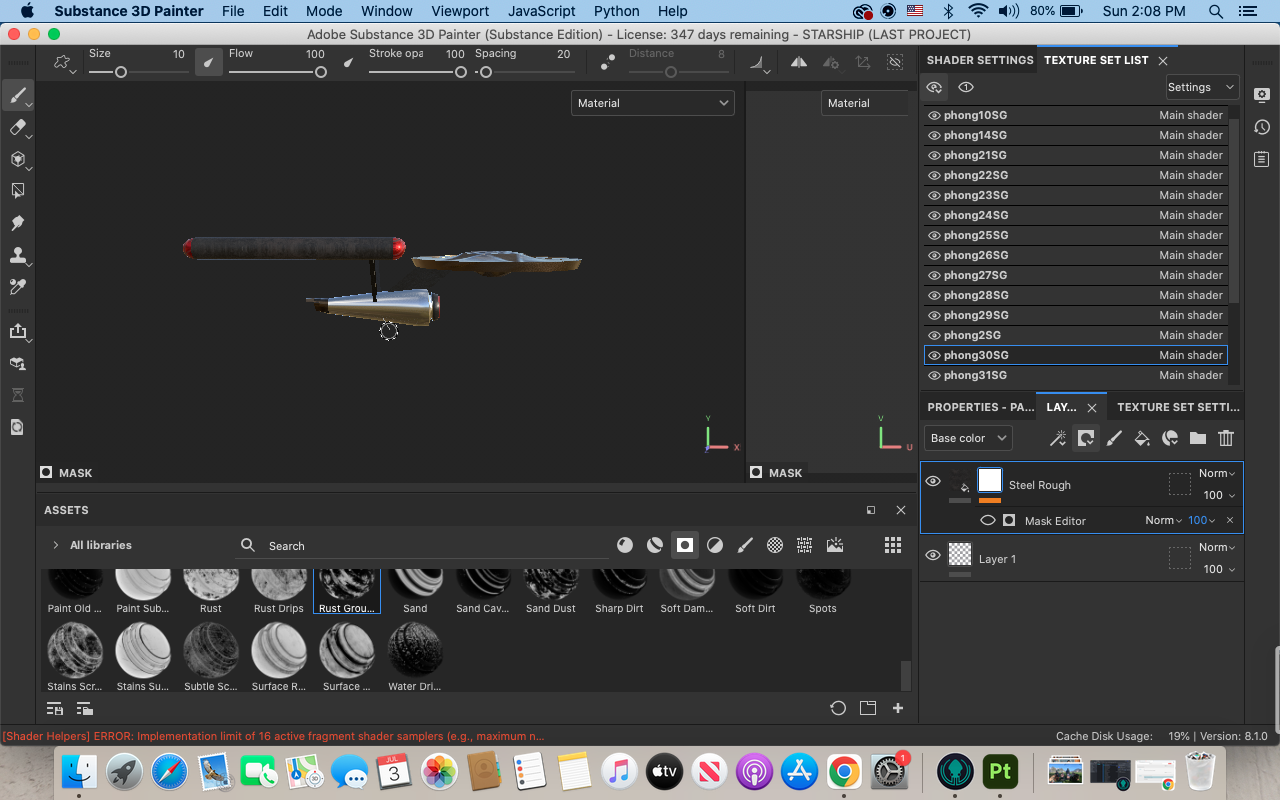 Substance 3D Painter File Edit Mode Window Viewport JavaScript Python Help 80% Sun 2:08 PM
Adobe Substance 3D Painter (Substance Edition) - License: 347 days remaining - STARSHIP (LAST PROJECT)
Size 10 Flow 100 Stroke opa 100 Spacing 20 Distance 8
SHADER SETTINGS TEXTURE SET LIST
Settings
Material
Material
phong10SG Main shader
phong14SG Main shader
phong21SG Main shader
phong22SG Main shader
phong23SG Main shader
phong24SG Main shader
phong25SG Main shader
phong26SG Main shader
phong27SG Main shader
phong28SG Main shader
phong29SG Main shader
phong2SG Main shader
phong30SG Main shader
phong31SG Main shader
Y
X
Z
V
U
MASK
MASK
PROPERTIES - PA... LAY... TEXTURE SET SETTI...
Base color
Steel Rough
Norm
100
Mask Editor Norm 100
Layer 1
Norm
100
ASSETS
All libraries
Search
Paint Old ... Paint Sub... Rust Rust Drips Rust Grou... Sand Sand Cav... Sand Dust Sharp Dirt Soft Dam... Soft Dirt Spots
Stains Scr... Stains Su... Subtle Sc... Surface R... Surface ... Water Dri...
[Shader Helpers] ERROR: Implementation limit of 16 active fragment shader samplers (e.g., maximum n...
Cache Disk Usage: 19% | Version: 8.1.0
JUL
3
tv
1
Pt